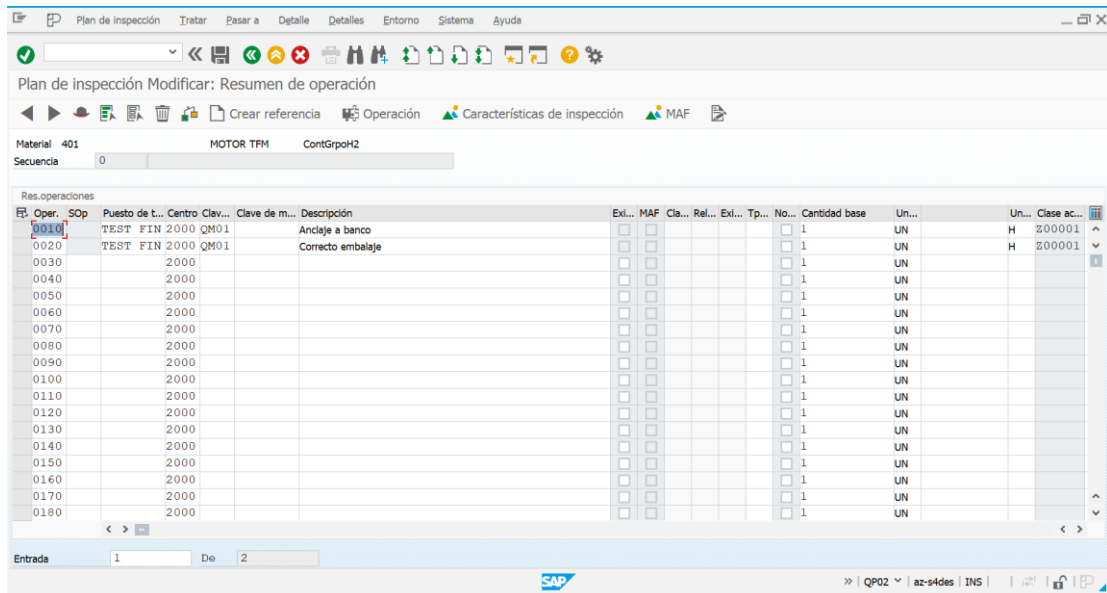 Plan de inspección Tratar Pasar a Detalle Detalles Entorno Sistema Ayuda
Plan de inspección Modificar: Resumen de operación
Crear referencia Operación Características de inspección MAF
Material 401 MOTOR TFM ContGrpoH2
Secuencia 0
Res.operaciones
Oper. SOp Puesto de t... Centro Clav... Clave de m... Descripción Exi... MAF Cla... Rel... Exi... Tp... No... Cantidad base Un... Un... Clase ac...
0010 TEST FIN 2000 QM01 Anclaje a banco 1 UN H Z00001
0020 TEST FIN 2000 QM01 Correcto embalaje 1 UN H Z00001
0030 2000 1 UN
0040 2000 1 UN
0050 2000 1 UN
0060 2000 1 UN
0070 2000 1 UN
0080 2000 1 UN
0090 2000 1 UN
0100 2000 1 UN
0110 2000 1 UN
0120 2000 1 UN
0130 2000 1 UN
0140 2000 1 UN
0150 2000 1 UN
0160 2000 1 UN
0170 2000 1 UN
0180 2000 1 UN
Entrada 1 De 2
SAP QP02 az-s4des INS